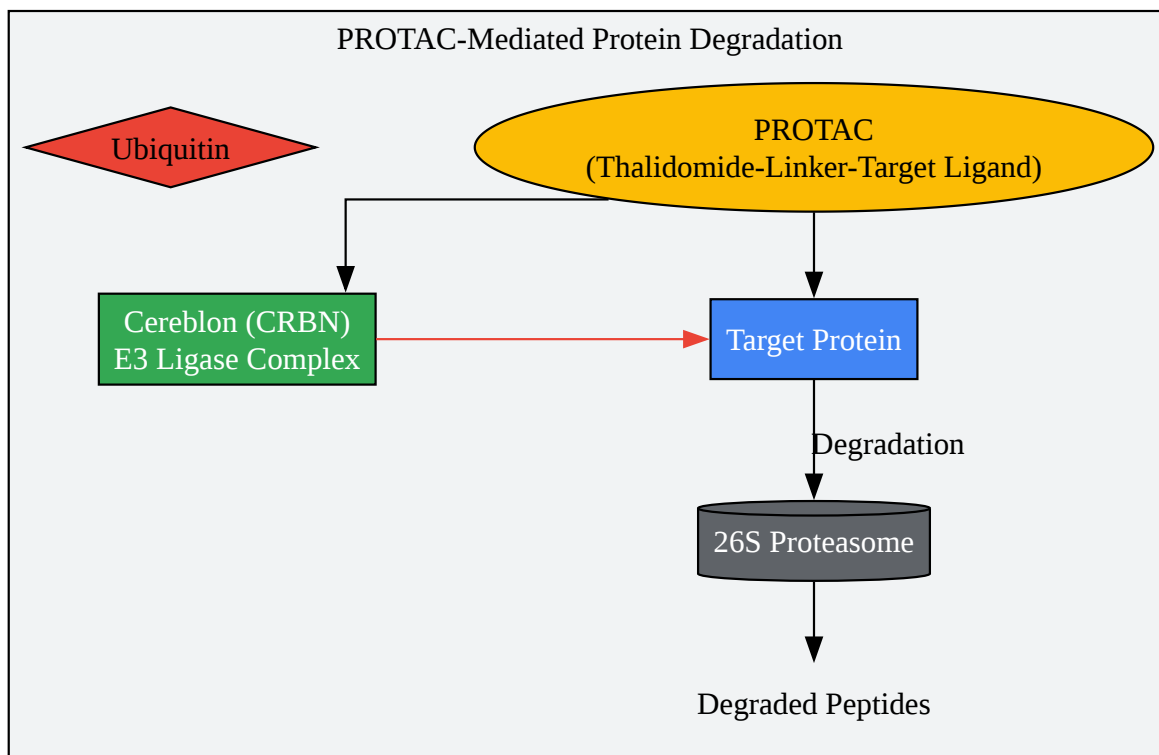 PROTAC-Mediated Protein Degradation
Ubiquitin
PROTAC
(Thalidomide-Linker-Target Ligand)
Cereblon (CRBN)
E3 Ligase Complex
Target Protein
Degradation
26S Proteasome
Degraded Peptides